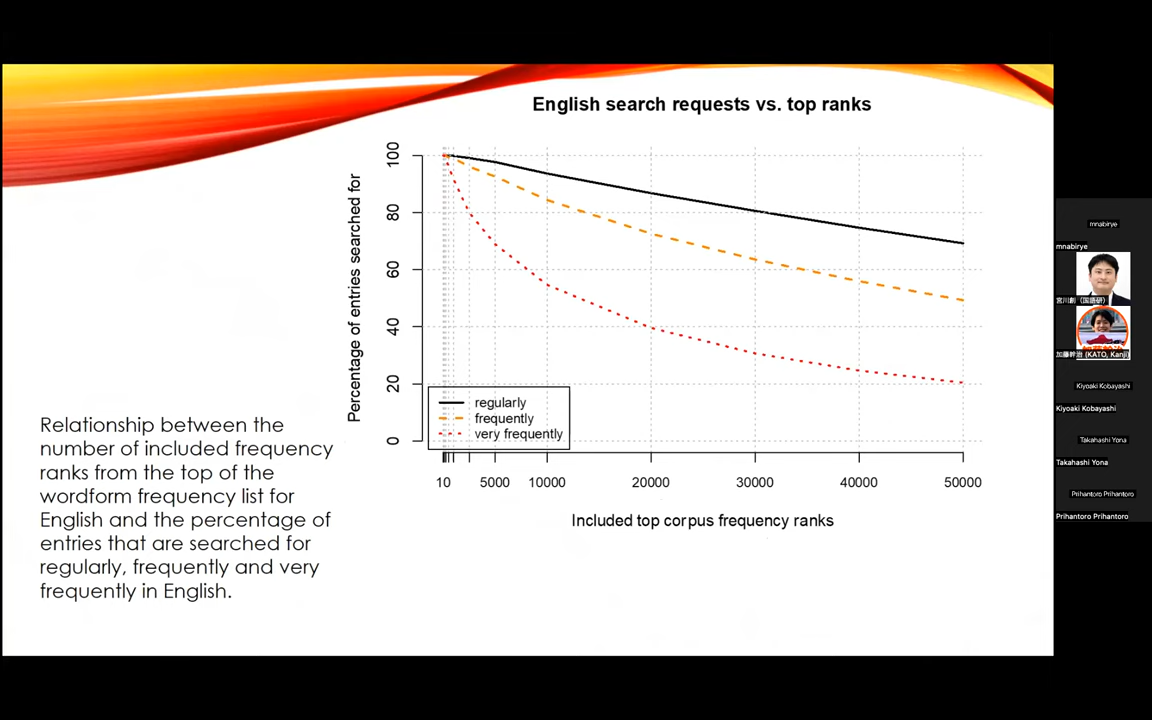 English search requests vs. top ranks
Percentage of entries searched for
100
80
60
40
20
0
regularly
frequently
very frequently
10 5000 10000 20000 30000 40000 50000
Included top corpus frequency ranks
Relationship between the
number of included frequency
ranks from the top of the
wordform frequency list for
English and the percentage of
entries that are searched for
regularly, frequently and very
frequently in English.
mnabirye
mnabirye
宮川創（国語研）
加藤幹治 (KATO, Kanji)
Kiyoaki Kobayashi
Kiyoaki Kobayashi
Takahashi Yona
Takahashi Yona
Prihantoro Prihantoro
Prihantoro Prihantoro